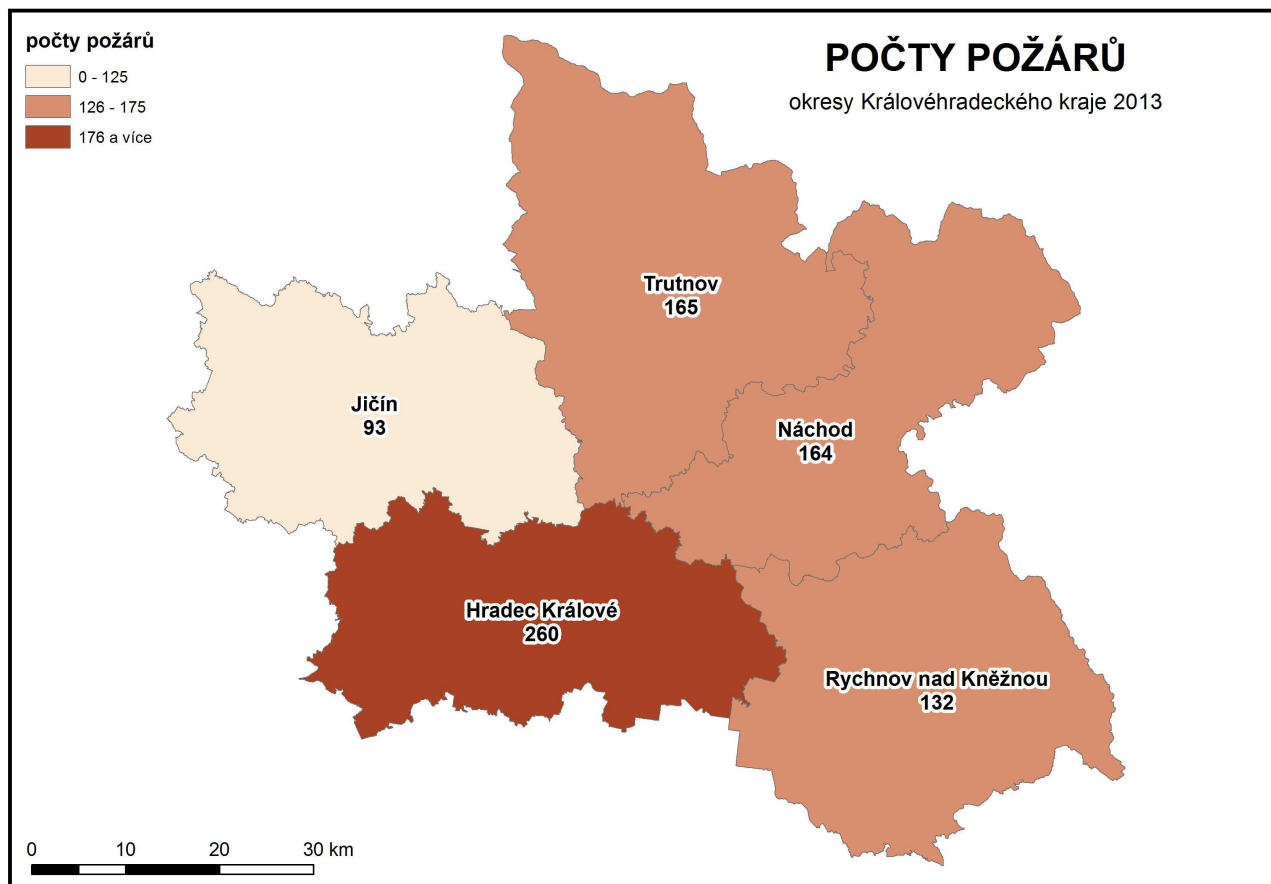 počty požárů
0 - 125
126 - 175
176 a více
POČTY POŽÁRŮ
okresy Královéhradeckého kraje 2013
Trutnov
165
Jičín
93
Náchod
164
Hradec Králové
260
Rychnov nad Kněžnou
132
0 10 20 30 km